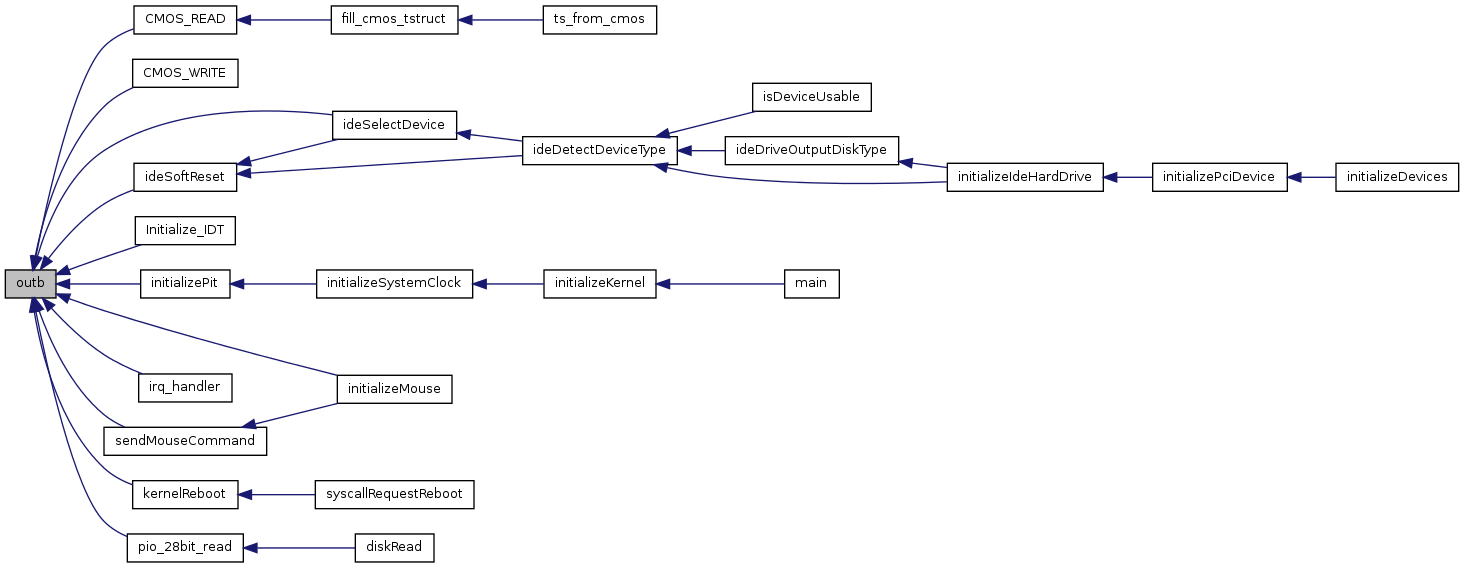 CMOS_READ
fill_cmos_tstruct
ts_from_cmos
CMOS_WRITE
isDeviceUsable
ideSelectDevice
ideDetectDeviceType
ideDriveOutputDiskType
ideSoftReset
initializeIdeHardDrive
initializePciDevice
initializeDevices
Initialize_IDT
outb
initializePit
initializeSystemClock
initializeKernel
main
irq_handler
initializeMouse
sendMouseCommand
kernelReboot
syscallRequestReboot
pio_28bit_read
diskRead